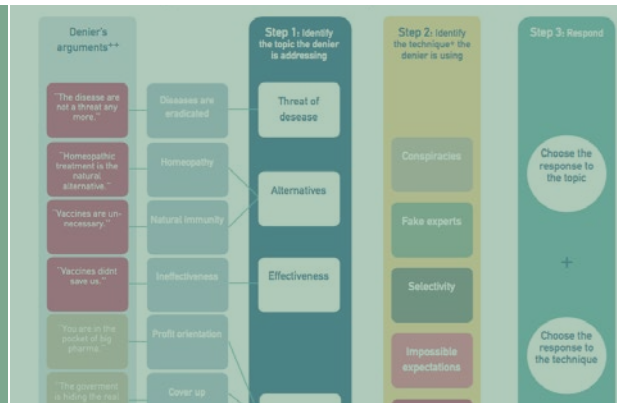 Denier's
arguments++
"The disease are
not a threat any
more."
"Homeopathic
treatment is the
natural
alternative."
"Vaccines are un-
necessary."
"Vaccines didnt
save us."
"You are in the
pocket of big
pharma."
"The goverment
is hiding the real
Diseases are
eradicated
Homeopathy
Natural immunity
Ineffectiveness
Profit orientation
Cover up
Step 1: Identify
the topic the denier
is addressing
Threat of
desease
Alternatives
Effectiveness
Step 2: Identify
the technique+ the
denier is using
Conspiracies
Fake experts
Selectivity
Impossible
expectations
Step 3: Respond
Choose the
response to
the topic
+
Choose the
response to
the technique